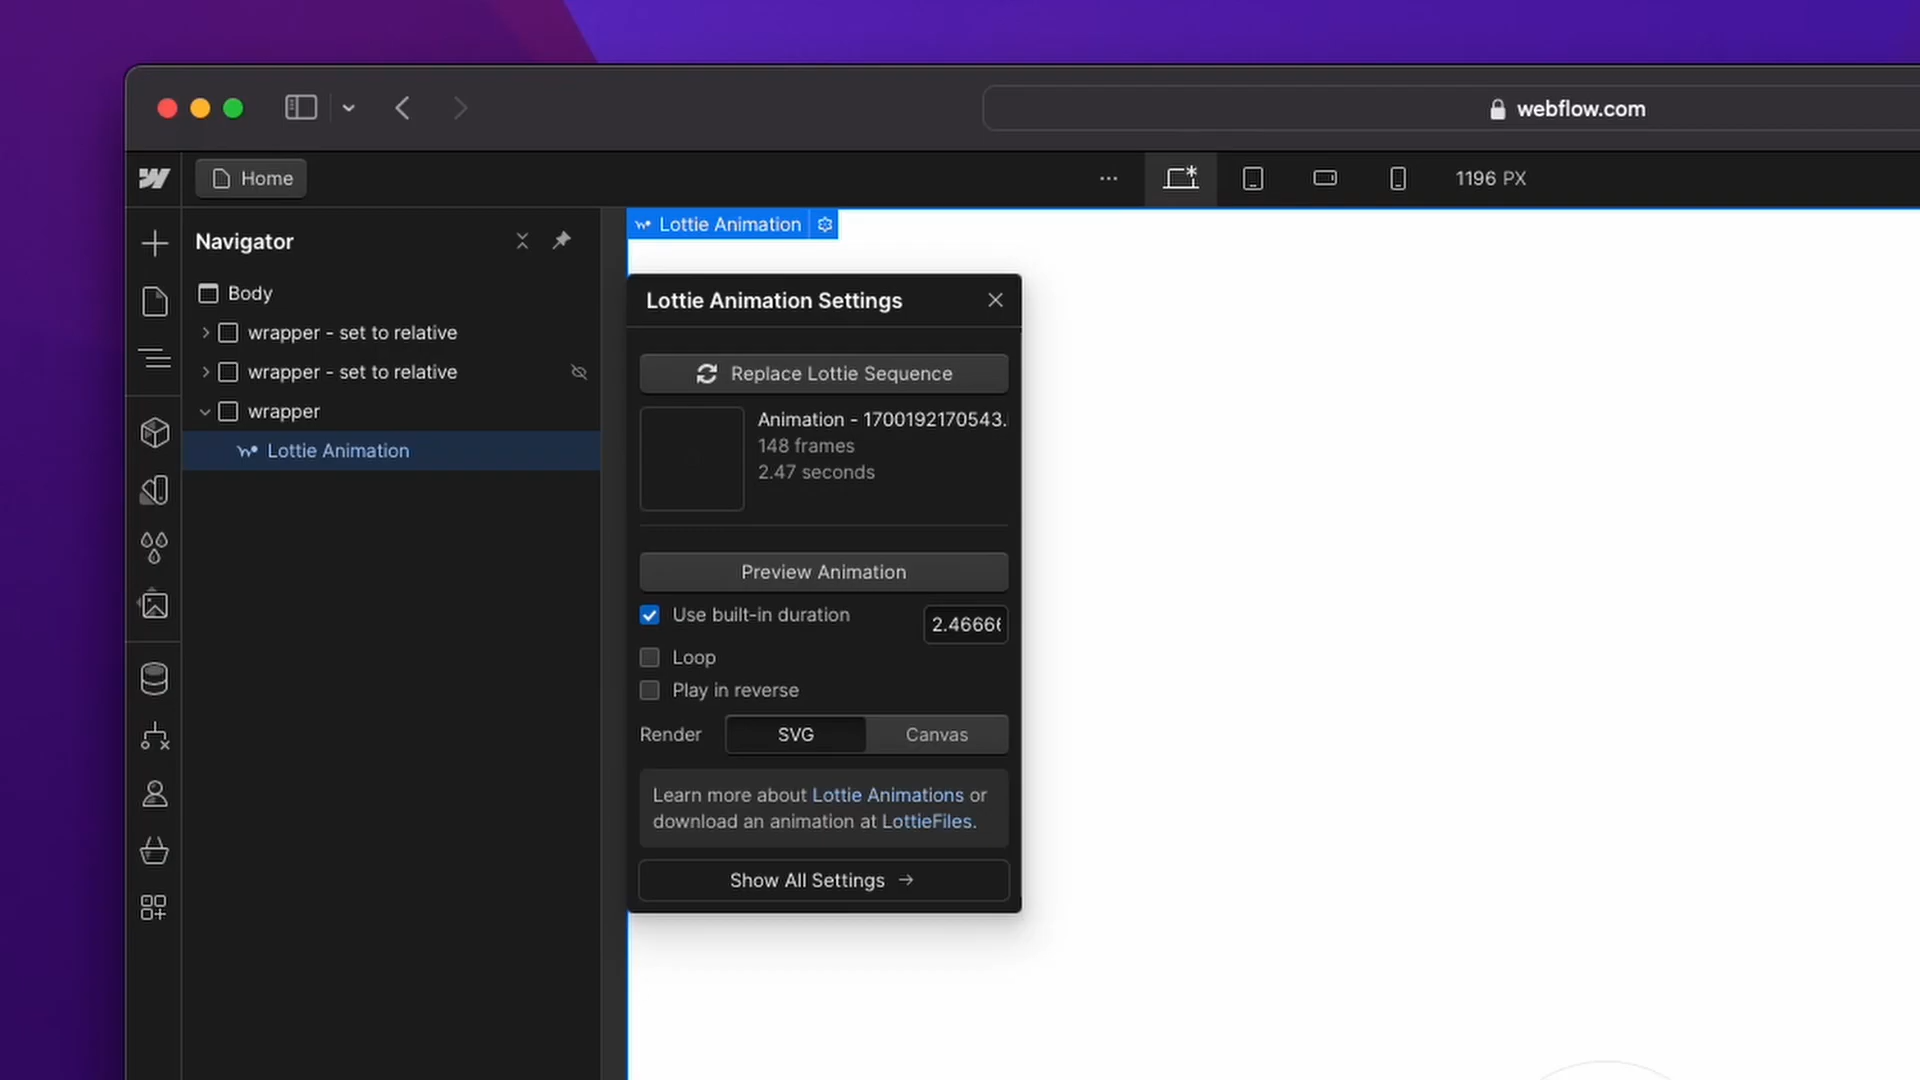 webflow.com
Home
1196 PX
Navigator
Lottie Animation
Body
wrapper - set to relative
wrapper - set to relative
wrapper
Lottie Animation
Lottie Animation Settings
Replace Lottie Sequence
Animation - 1700192170543.
148 frames
2.47 seconds
Preview Animation
Use built-in duration
2.46666
Loop
Play in reverse
Render
SVG
Canvas
Learn more about Lottie Animations or
download an animation at LottieFiles.
Show All Settings →